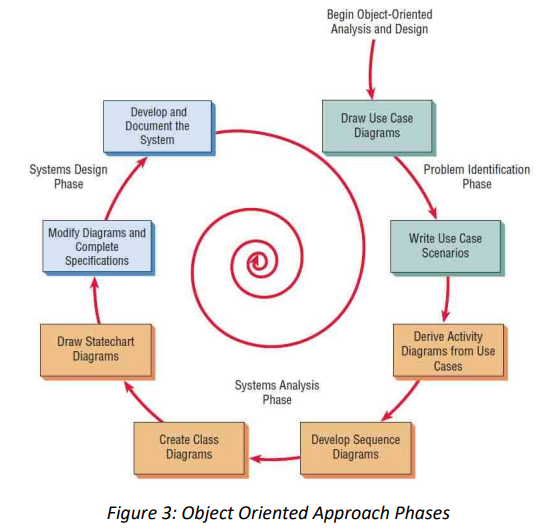 Begin Object-Oriented
Analysis and Design
Draw Use Case
Diagrams
Problem Identification
Phase
Write Use Case
Scenarios
Derive Activity
Diagrams from Use
Cases
Develop Sequence
Diagrams
Systems Analysis
Phase
Create Class
Diagrams
Draw Statechart
Diagrams
Modify Diagrams and
Complete
Specifications
Systems Design
Phase
Develop and
Document the
System
Figure 3: Object Oriented Approach Phases